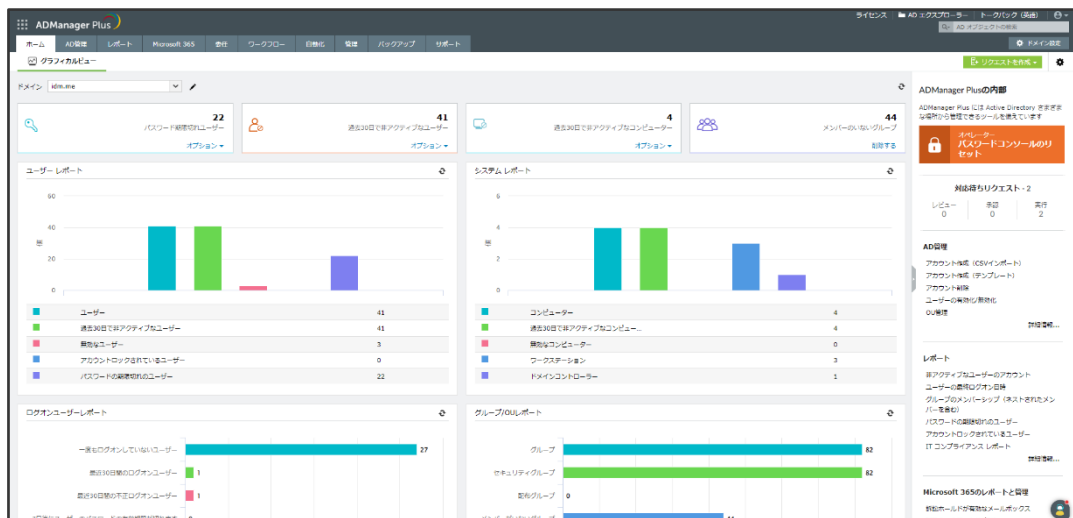 ライセンス AD エクスプローラー トークバック (英語)
ADManager Plus
AD オブジェクトの検索
ホーム AD管理 レポート Microsoft 365 委任 ワークフロー 自動化 管理 バックアップ サポート
ドメイン設定
グラフィカルビュー
リクエストを作成
ドメイン idm.me
22
パスワード期限切れユーザー
オプション
41
過去30日で非アクティブなユーザー
オプション
4
過去30日で非アクティブなコンピューター
オプション
44
メンバーのいないグループ
削除する
ユーザー レポート
60
40
20
0
ユーザー 41
過去30日で非アクティブなユーザー 41
無効なユーザー 3
アカウントロックされているユーザー 0
パスワードの期限切れのユーザー 22
システム レポート
6
4
2
0
コンピューター 4
過去30日で非アクティブなコンピュー... 4
無効なコンピューター 0
ワークステーション 3
ドメインコントローラー 1
ログオンユーザーレポート
一度もログオンしていないユーザー 27
最近30日間のログオンユーザー 1
最近30日間の不正ログオンユーザー 1
グループ/OUレポート
グループ 82
セキュリティグループ 82
配布グループ 0
ADManager Plusの内部
ADManager Plus には Active Directory さまざま
な場所から管理できるツールを備えています
オペレーター
パスワードコンソールのリ
セット
対応待ちリクエスト - 2
レビュー 承認 実行
0 0 2
AD管理
アカウント作成 (CSVインポート)
アカウント作成 (テンプレート)
アカウント削除
ユーザーの有効化/無効化
OU管理
詳細情報...
レポート
非アクティブなユーザーのアカウント
ユーザーの最終ログオン日時
グループのメンバーシップ (ネストされたメン
バーを含む)
パスワードの期限切れのユーザー
アカウントロックされているユーザー
IT コンプライアンス レポート
詳細情報...
Microsoft 365のレポートと管理
訴訟ホールドが有効なメールボックス